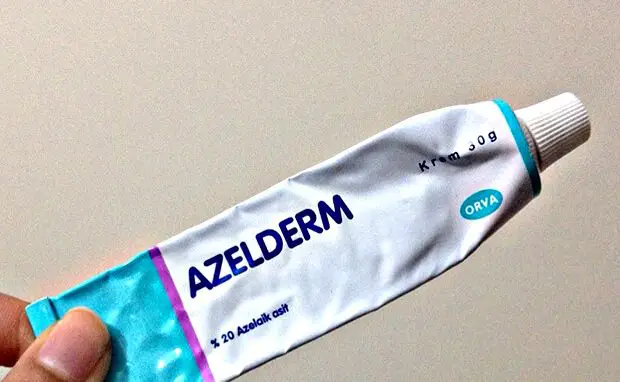 Krem 30g
ORVA
AZELDERM
% 20 Azelaik asit